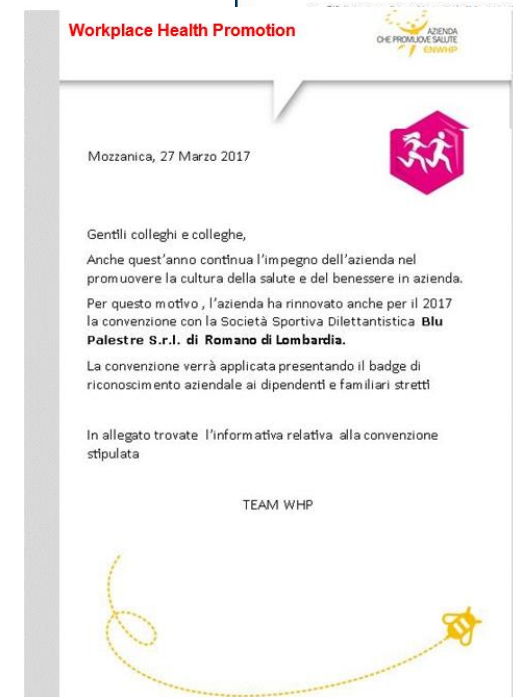 Workplace Health Promotion
AZIENDA
CHE PROMUOVE SALUTE
ENWHP
Mozzanica, 27 Marzo 2017
Gentili colleghi e colleghe,
Anche quest'anno continua l'impegno dell'azienda nel
promuovere la cultura della salute e del benessere in azienda.
Per questo motivo , l'azienda ha rinnovato anche per il 2017
la convenzione con la Società Sportiva Dilettantistica Blu
Palestre S.r.l. di Romano di Lombardia.
La convenzione verrà applicata presentando il badge di
riconoscimento aziendale ai dipendenti e familiari stretti
In allegato trovate l'informativa relativa alla convenzione
stipulata
TEAM WHP